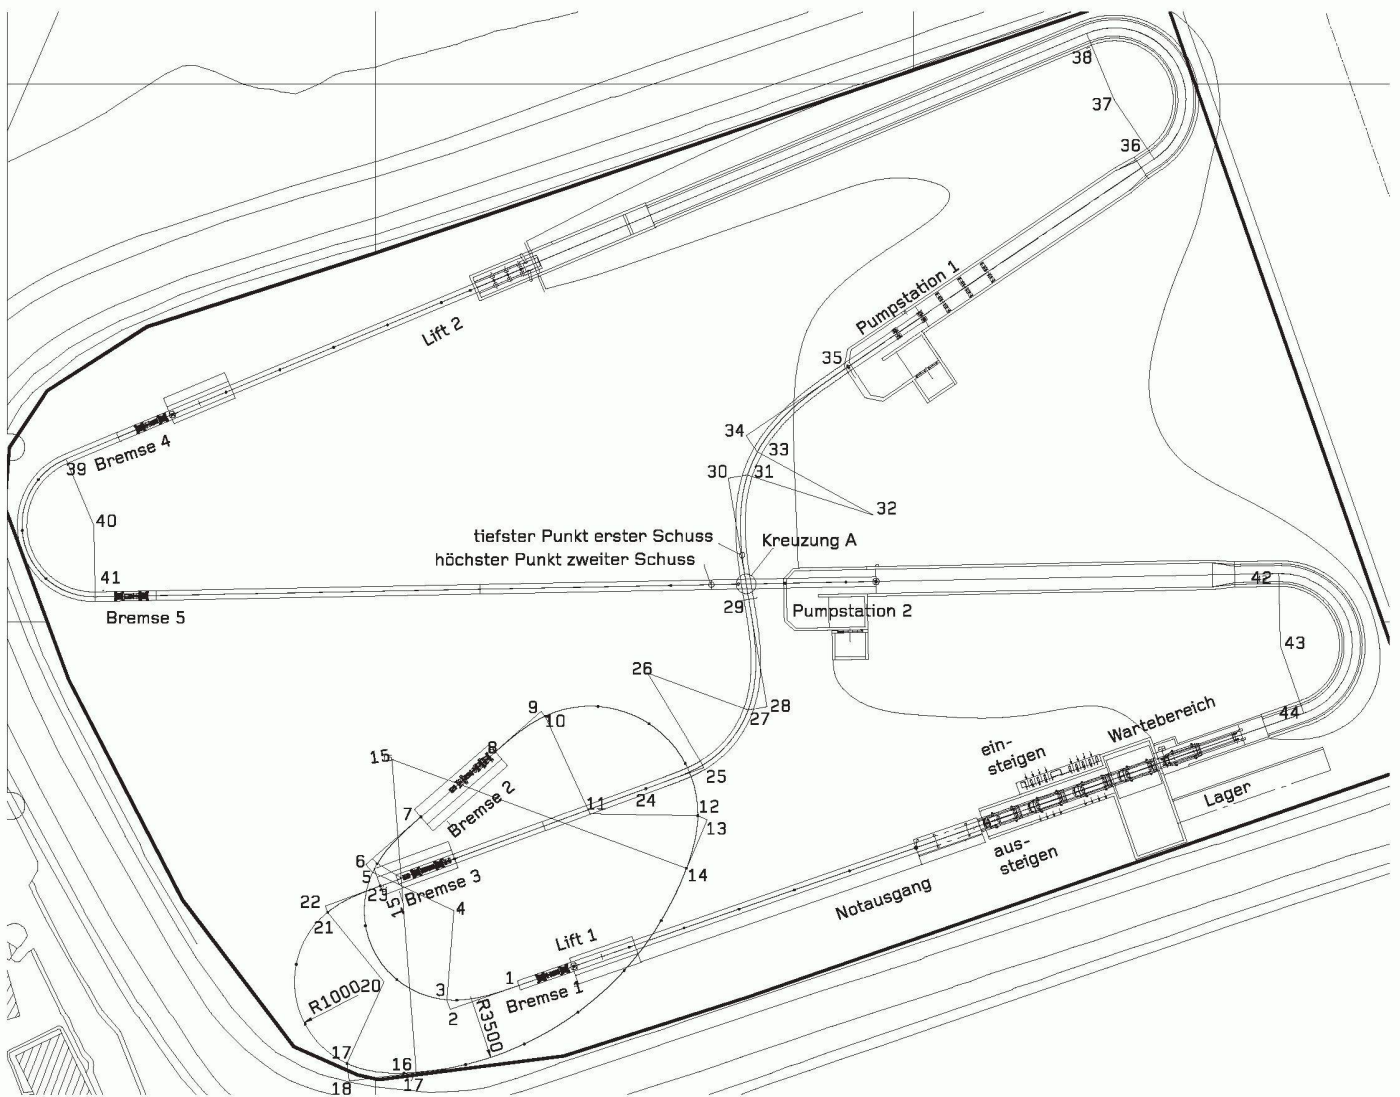 38
37
36
Pumpstation 1
Lift 2
35
34
33
30
31
32
39
Bremse 4
40
tiefster Punkt erster Schuss
höchster Punkt zweiter Schuss
Kreuzung A
41
Bremse 5
29
Pumpstation 2
42
43
44
26
28
27
9
10
8
15
25
24
7
Bremse 2
11
12
13
14
6
5
Bremse 3
23
15
22
21
4
ein-
steigen
Wartebereich
Lager
aus-
steigen
Notausgang
Lift 1
1
Bremse 1
3
2
R3500
R1000
20
17
18
16
17